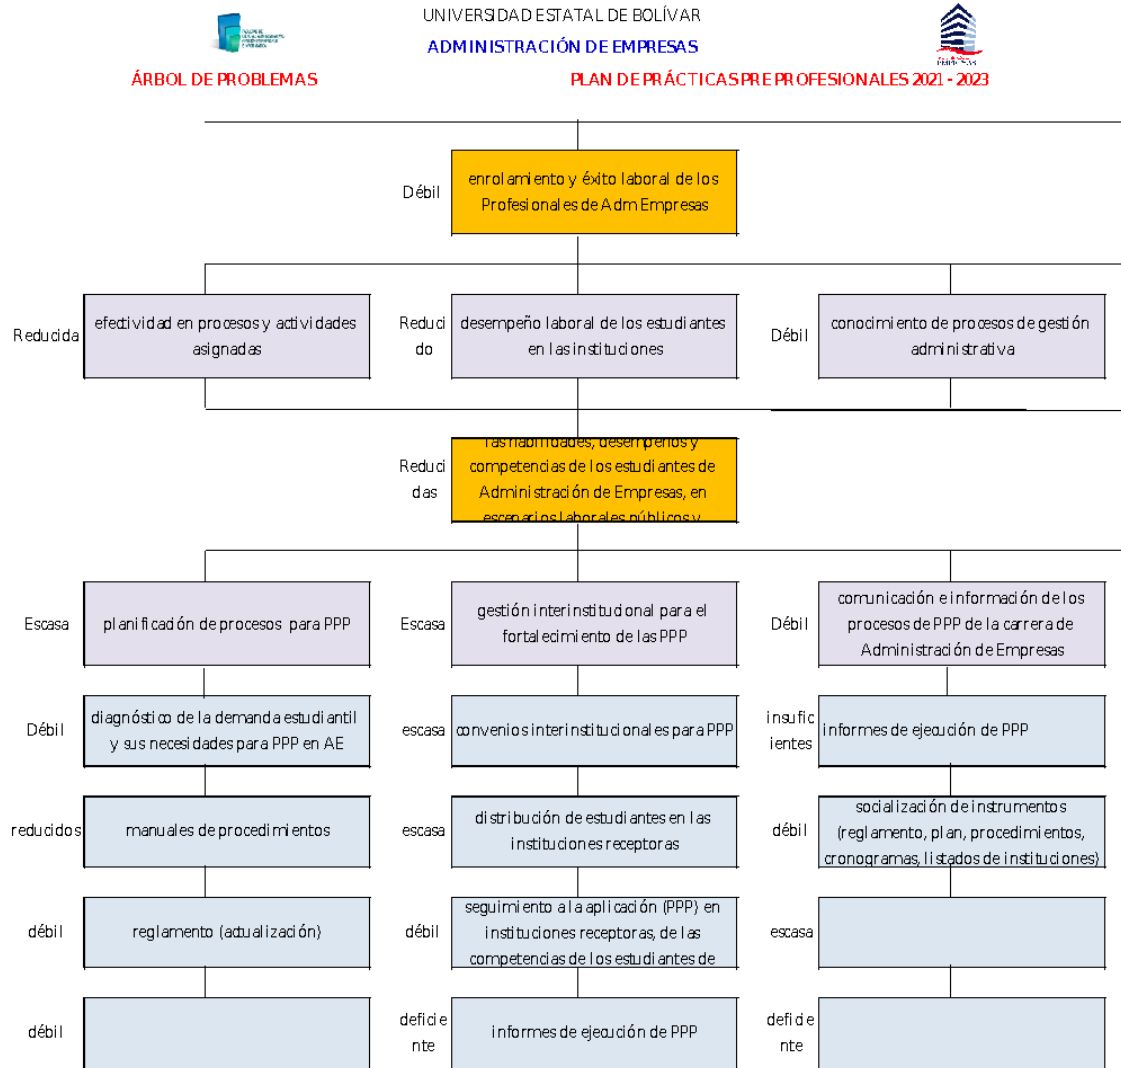 UNIVERSIDAD ESTATAL DE BOLÍVAR
ADMINISTRACIÓN DE EMPRESAS
ÁRBOL DE PROBLEMAS
PLAN DE PRÁCTICAS PRE PROFESIONALES 2021 - 2023
Débil
enrolamiento y éxito laboral de los
Profesionales de Adm Empresas
Reducida
efectividad en procesos y actividades
asignadas
Reduci
do
desempeño laboral de los estudiantes
en las instituciones
Débil
conocimiento de procesos de gestión
administrativa
Reduci
das
las habilidades, desempeños y
competencias de los estudiantes de
Administración de Empresas, en
escenarios laborales públicos y
Escasa
planificación de procesos para PPP
Escasa
gestión interinstitucional para el
fortalecimiento de las PPP
Débil
comunicación e información de los
procesos de PPP de la carrera de
Administración de Empresas
Débil
diagnóstico de la demanda estudiantil
y sus necesidades para PPP en AE
escasa
convenios interinstitucionales para PPP
insufic
ientes
informes de ejecución de PPP
reducidos
manuales de procedimientos
escasa
distribución de estudiantes en las
instituciones receptoras
débil
socialización de instrumentos
(reglamento, plan, procedimientos,
cronogramas, listados de instituciones)
débil
reglamento (actualización)
débil
seguimiento a la aplicación (PPP) en
instituciones receptoras, de las
competencias de los estudiantes de
escasa
débil
deficie
nte
informes de ejecución de PPP
deficie
nte